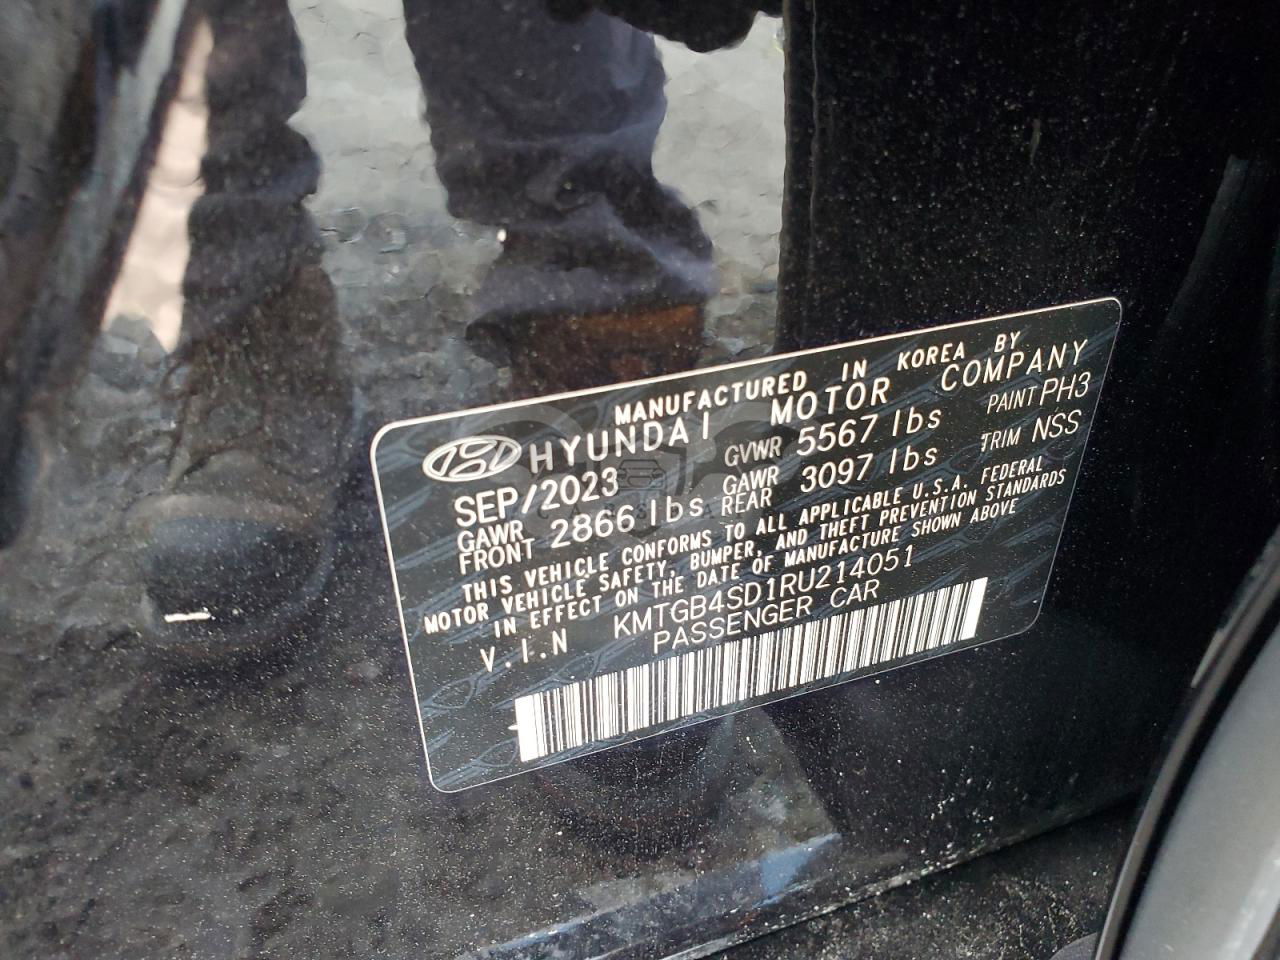 MANUFACTURED IN KOREA BY
HYUNDAI MOTOR COMPANY
SEP/2023 GVWR 5567 lbs PAINT PH3
GAWR FRONT 2866 lbs GAWR REAR 3097 lbs TRIM NSS
THIS VEHICLE CONFORMS TO ALL APPLICABLE U.S.A. FEDERAL
MOTOR VEHICLE SAFETY, BUMPER, AND THEFT PREVENTION STANDARDS
IN EFFECT ON THE DATE OF MANUFACTURE SHOWN ABOVE
V.I.N KMTGB4SD1RU214051
PASSENGER CAR